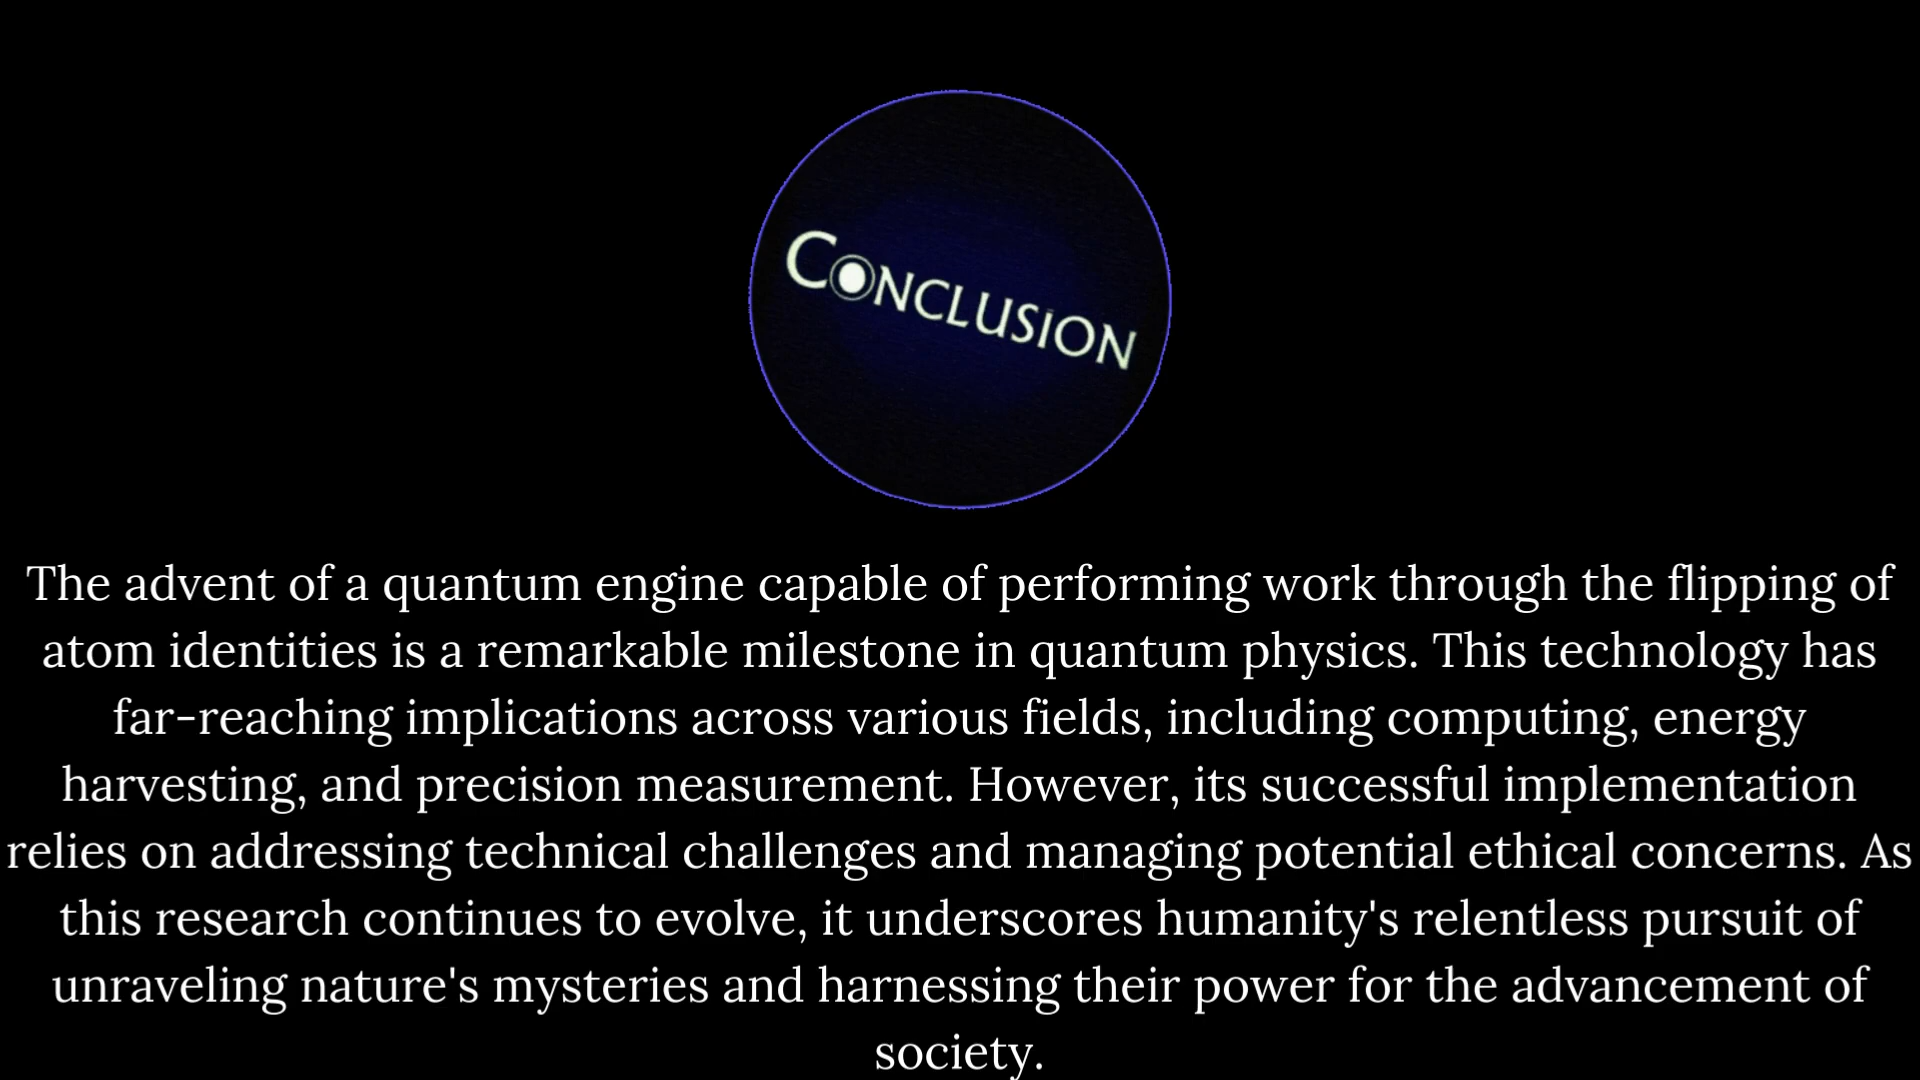 CONCLUSiON
The advent of a quantum engine capable of performing work through the flipping of
atom identities is a remarkable milestone in quantum physics. This technology has
far-reaching implications across various fields, including computing, energy
harvesting, and precision measurement. However, its successful implementation
relies on addressing technical challenges and managing potential ethical concerns. As
this research continues to evolve, it underscores humanity's relentless pursuit of
unraveling nature's mysteries and harnessing their power for the advancement of
society.